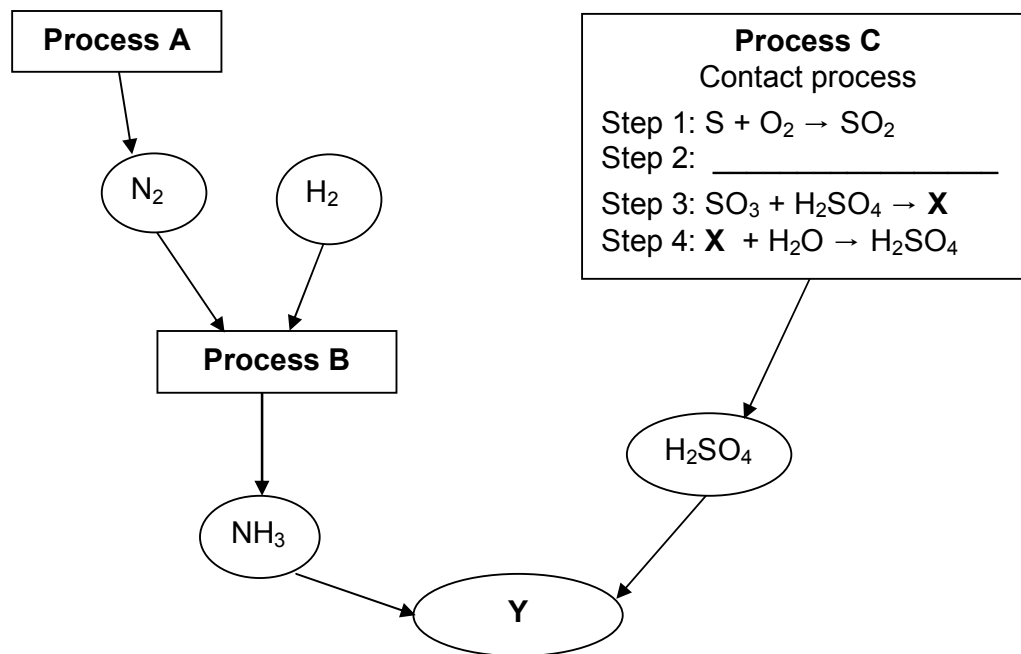 Process A
N₂
H₂
Process B
NH₃
Process C
Contact process
Step 1: S + O₂ → SO₂
Step 2: _________________
Step 3: SO₃ + H₂SO₄ → X
Step 4: X + H₂O → H₂SO₄
H₂SO₄
Y